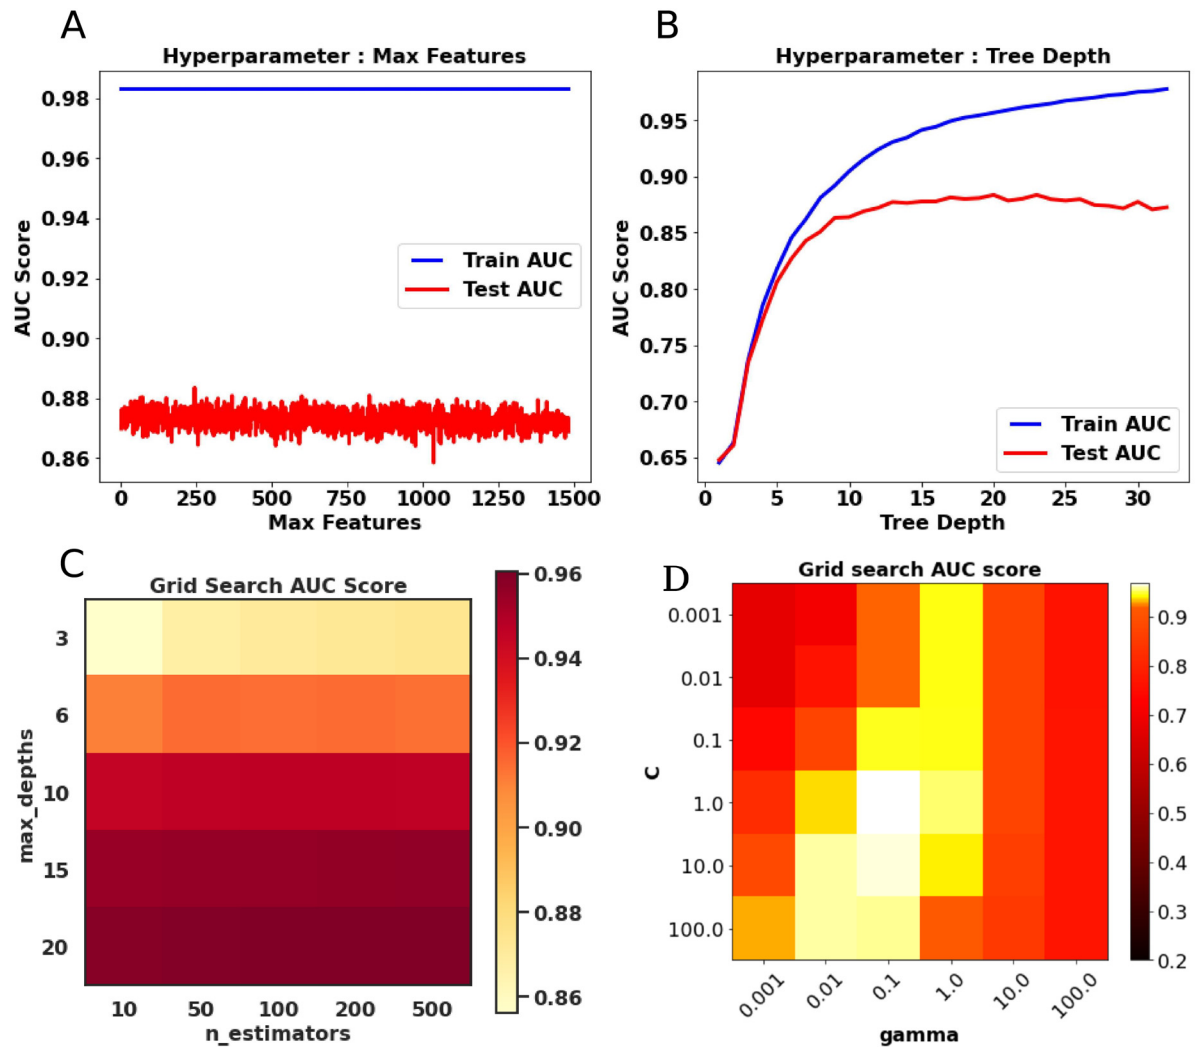 A
Hyperparameter : Max Features
AUC Score
0.98
0.96
0.94
0.92
0.90
0.88
0.86
Train AUC
Test AUC
0 250 500 750 1000 1250 1500
Max Features
B
Hyperparameter : Tree Depth
AUC Score
0.95
0.90
0.85
0.80
0.75
0.70
0.65
Train AUC
Test AUC
0 5 10 15 20 25 30
Tree Depth
C
Grid Search AUC Score
max_depths
3
6
10
15
20
10 50 100 200 500
n_estimators
0.96
0.94
0.92
0.90
0.88
0.86
D
Grid search AUC score
C
0.001
0.01
0.1
1.0
10.0
100.0
0.001 0.01 0.1 1.0 10.0 100.0
gamma
0.9
0.8
0.7
0.6
0.5
0.4
0.3
0.2